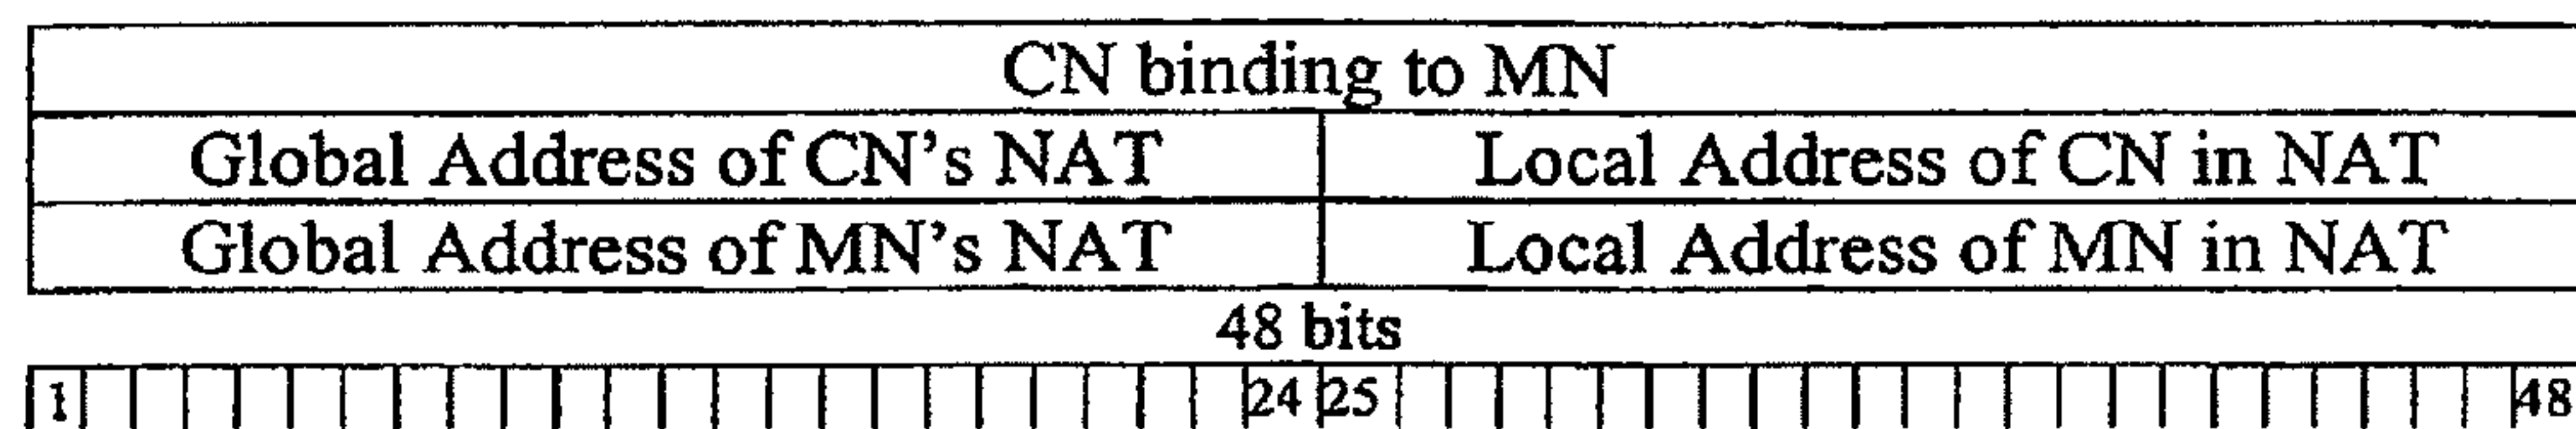 CN binding to MN
Global Address of CN's NAT Local Address of CN in NAT
Global Address of MN's NAT Local Address of MN in NAT
48 bits
1 24 25 48